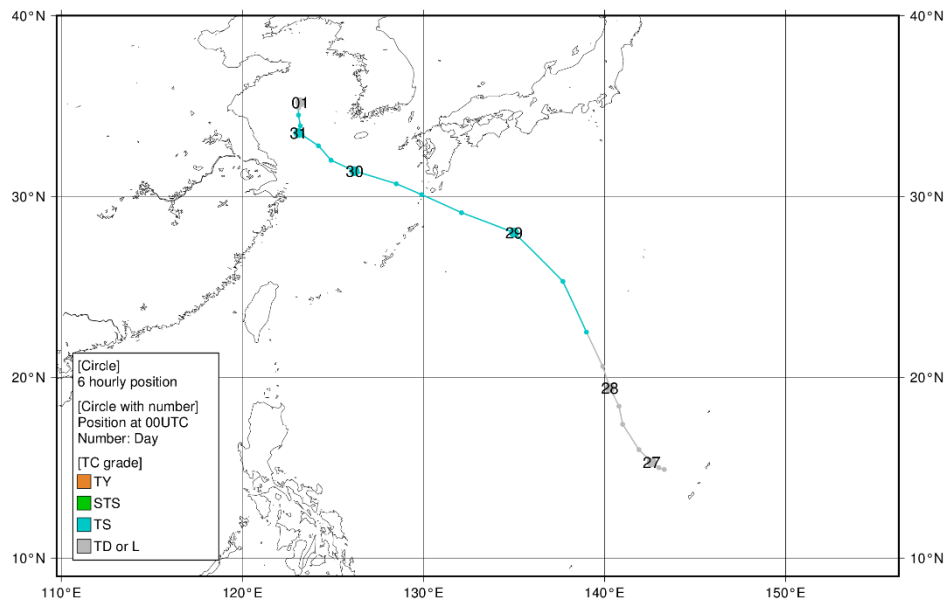 40°N
40°N
01
31
30
30°N
30°N
29
[Circle]
6 hourly position
20°N
20°N
28
[Circle with number]
Position at 00UTC
Number: Day
[TC grade]
27
TY
STS
TS
TD or L
10°N
10°N
110°E
120°E
130°E
140°E
150°E